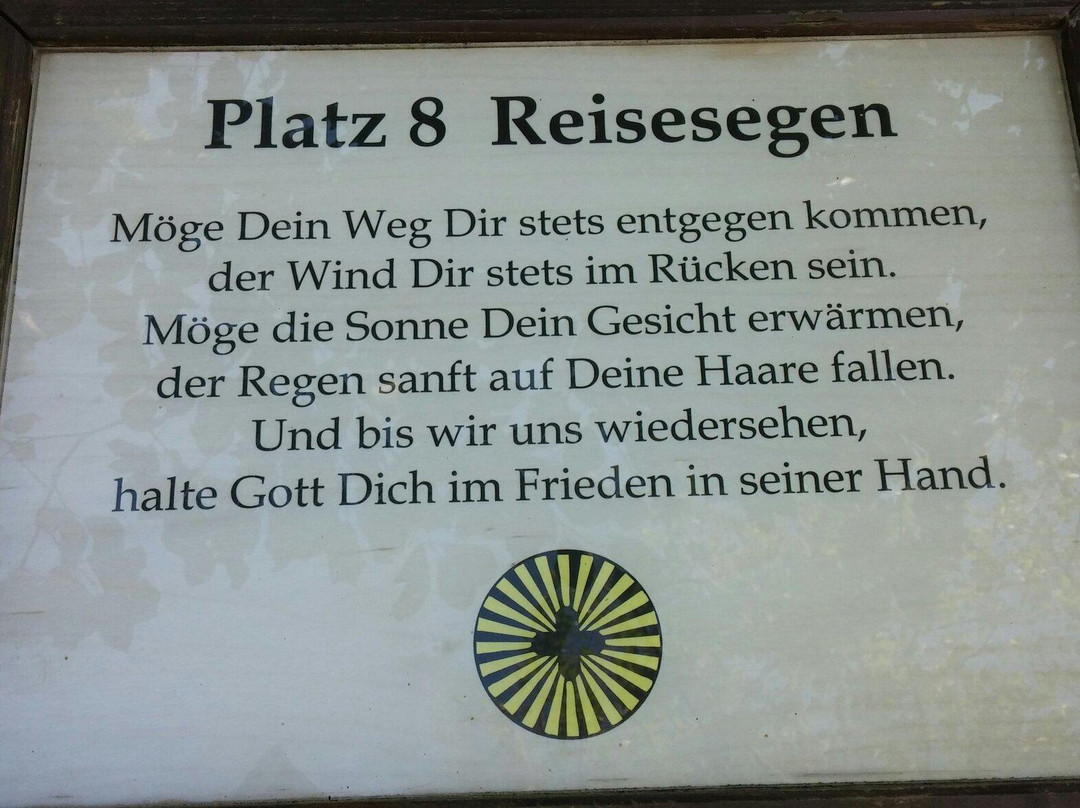 Platz 8 Reisesegen
Möge Dein Weg Dir stets entgegen kommen,
der Wind Dir stets im Rücken sein.
Möge die Sonne Dein Gesicht erwärmen,
der Regen sanft auf Deine Haare fallen.
Und bis wir uns wiedersehen,
halte Gott Dich im Frieden in seiner Hand.